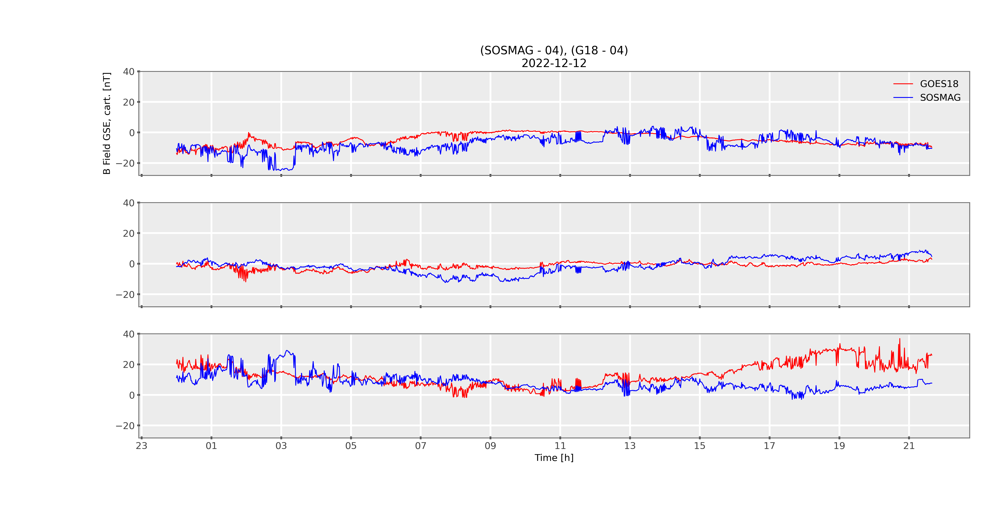 (SOSMAG - 04), (G18 - 04)
2022-12-12
B Field GSE, cart. [nT]
40
20
0
−20
GOES18
SOSMAG
40
20
0
−20
40
20
0
−20
23 01 03 05 07 09 11 13 15 17 19 21
Time [h]